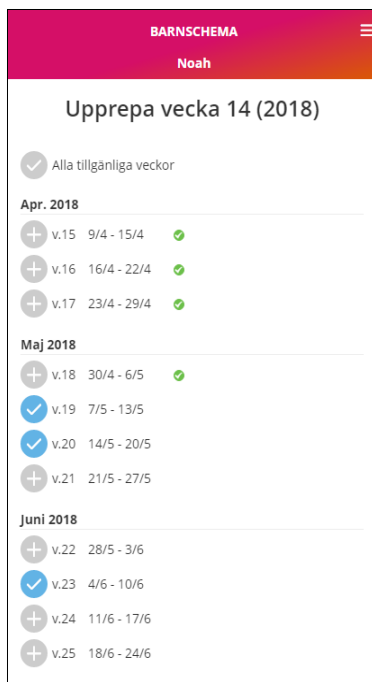 BARNSCHEMA
Noah
Upprepa vecka 14 (2018)
Alla tillgänliga veckor
Apr. 2018
v.15 9/4 - 15/4
v.16 16/4 - 22/4
v.17 23/4 - 29/4
Maj 2018
v.18 30/4 - 6/5
v.19 7/5 - 13/5
v.20 14/5 - 20/5
v.21 21/5 - 27/5
Juni 2018
v.22 28/5 - 3/6
v.23 4/6 - 10/6
v.24 11/6 - 17/6
v.25 18/6 - 24/6